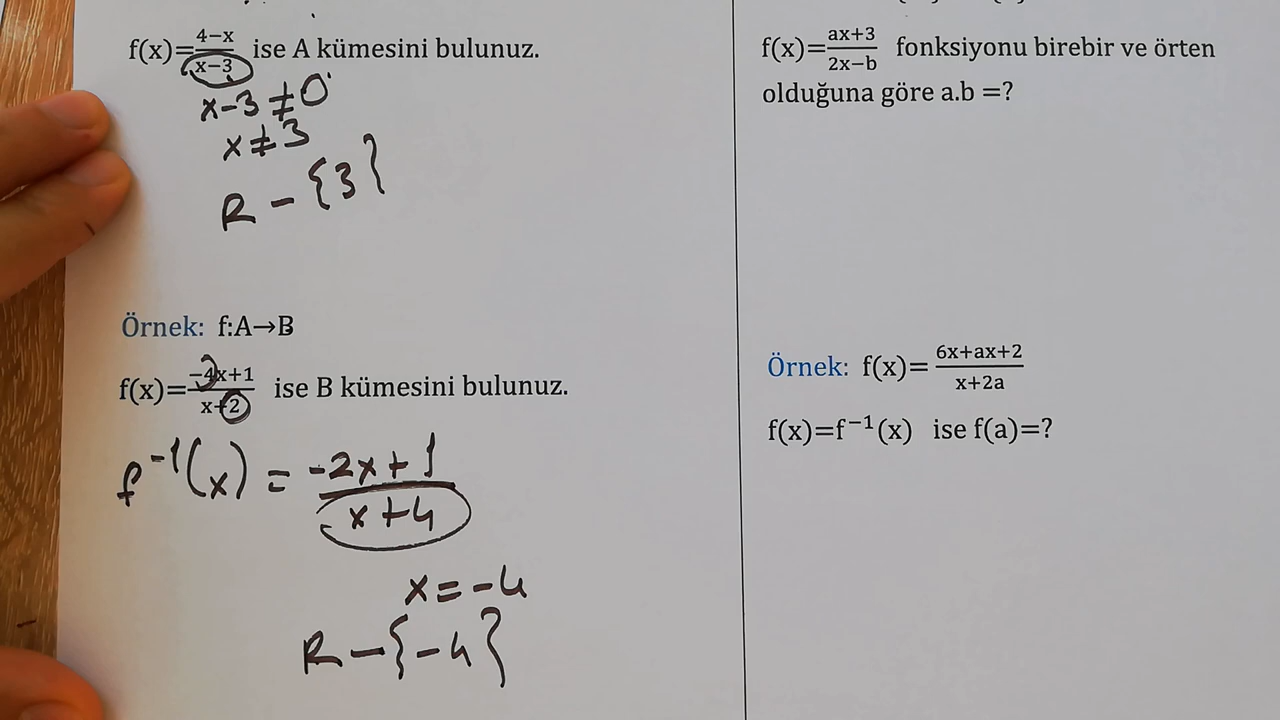 f(x)=4−x/x−3 ise A kümesini bulunuz.
x−3≠0
x≠3
R−{3}
Örnek: f:A→B
f(x)=−4x+1/x+2 ise B kümesini bulunuz.
f⁻¹(x) = −2x+1/x+4
x=−4
R−{−4}
f(x)=ax+3/2x−b fonksiyonu birebir ve örten
olduğuna göre a.b =?
Örnek: f(x)=6x+ax+2/x+2a
f(x)=f⁻¹(x) ise f(a)=?